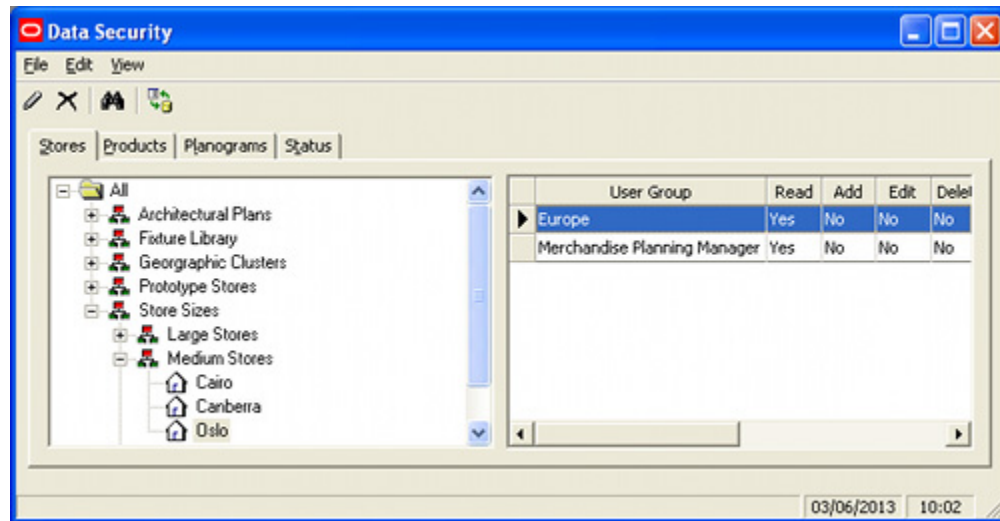 Data Security
File Edit View
Stores Products Planograms Status
All
Architectural Plans
Fixture Library
Georgraphic Clusters
Prototype Stores
Store Sizes
Large Stores
Medium Stores
Cairo
Canberra
Oslo
User Group Read Add Edit Delet
Europe Yes No No No
Merchandise Planning Manager Yes No No No
03/06/2013 10:02